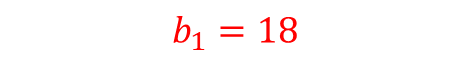 b₁ = 18